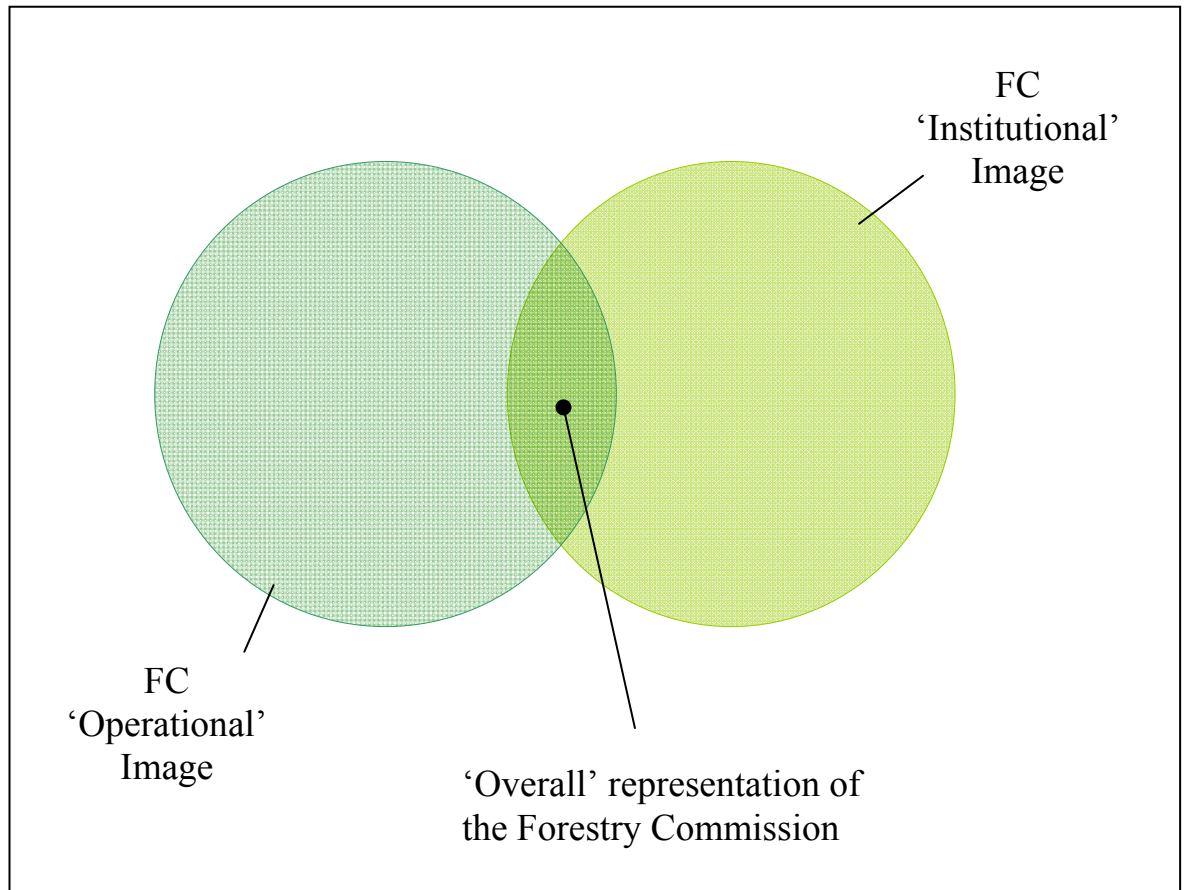 FC
‘Institutional’
Image
FC
‘Operational’
Image
‘Overall’ representation of
the Forestry Commission